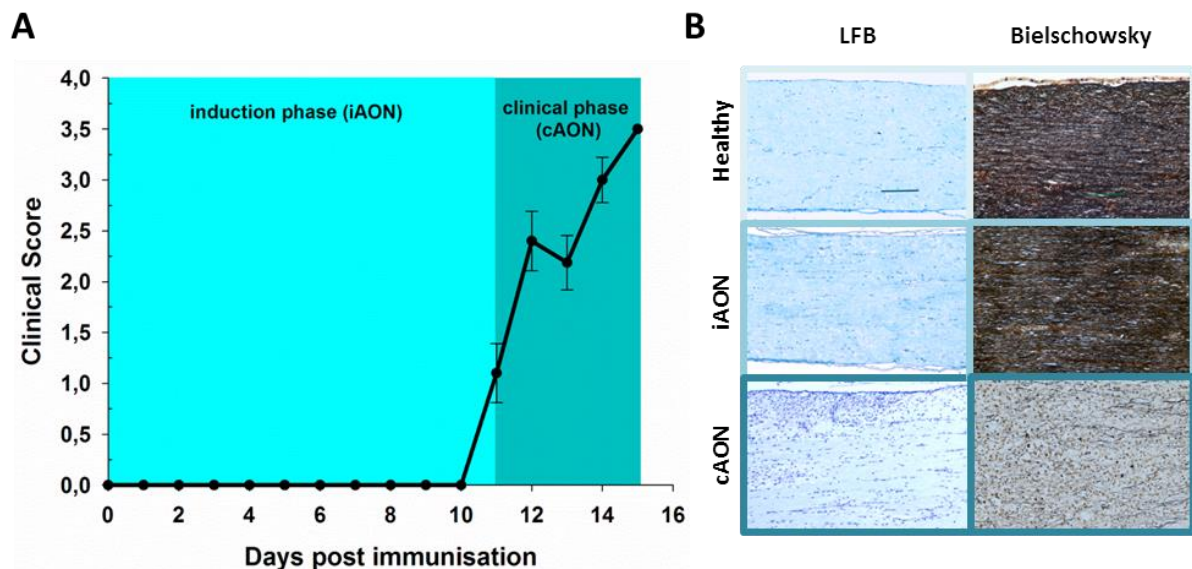 A
4,0
3,5
3,0
2,5
2,0
1,5
1,0
0,5
0,0
Clinical Score
induction phase (iAON)
clinical phase
(cAON)
0 2 4 6 8 10 12 14 16
Days post immunisation
B
LFB Bielschowsky
Healthy
iAON
cAON